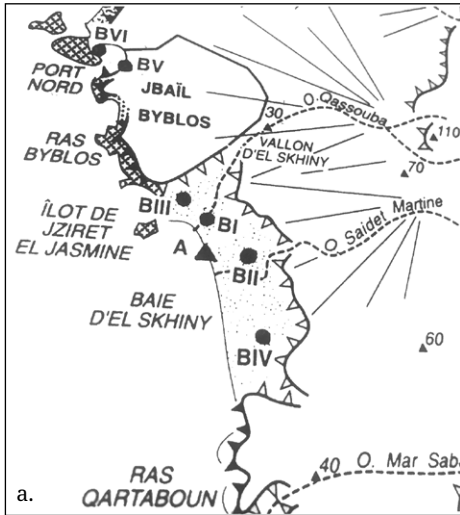 BVI
BV
PORT
NORD
JBAÏL
BYBLOS
O. Qassouba
30
110
VALLON
D'EL SKHINY
70
RAS
BYBLOS
BIII
BI
ÎLOT DE
JZIRET
EL JASMINE
O. Saidet Martine
A
BII
BAIE
D'EL SKHINY
BIV
60
RAS
QARTABOUN
40
O. Mar Saba
a.